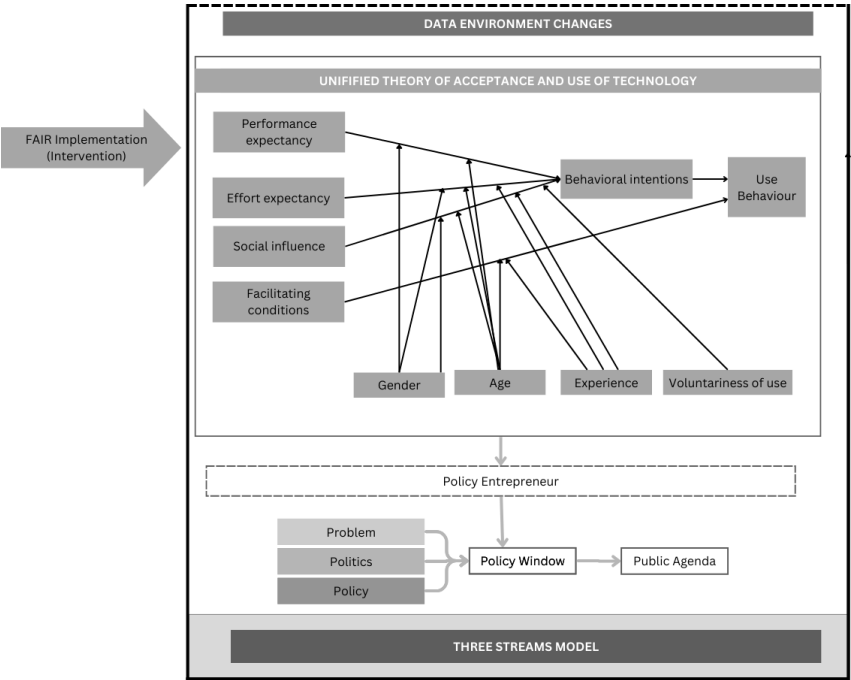 DATA ENVIRONMENT CHANGES
UNIFIFIED THEORY OF ACCEPTANCE AND USE OF TECHNOLOGY
FAIR Implementation
(Intervention)
Performance
expectancy
Effort expectancy
Social influence
Facilitating
conditions
Behavioral intentions
Use
Behaviour
Gender
Age
Experience
Voluntariness of use
Policy Entrepreneur
Problem
Politics
Policy
Policy Window
Public Agenda
THREE STREAMS MODEL